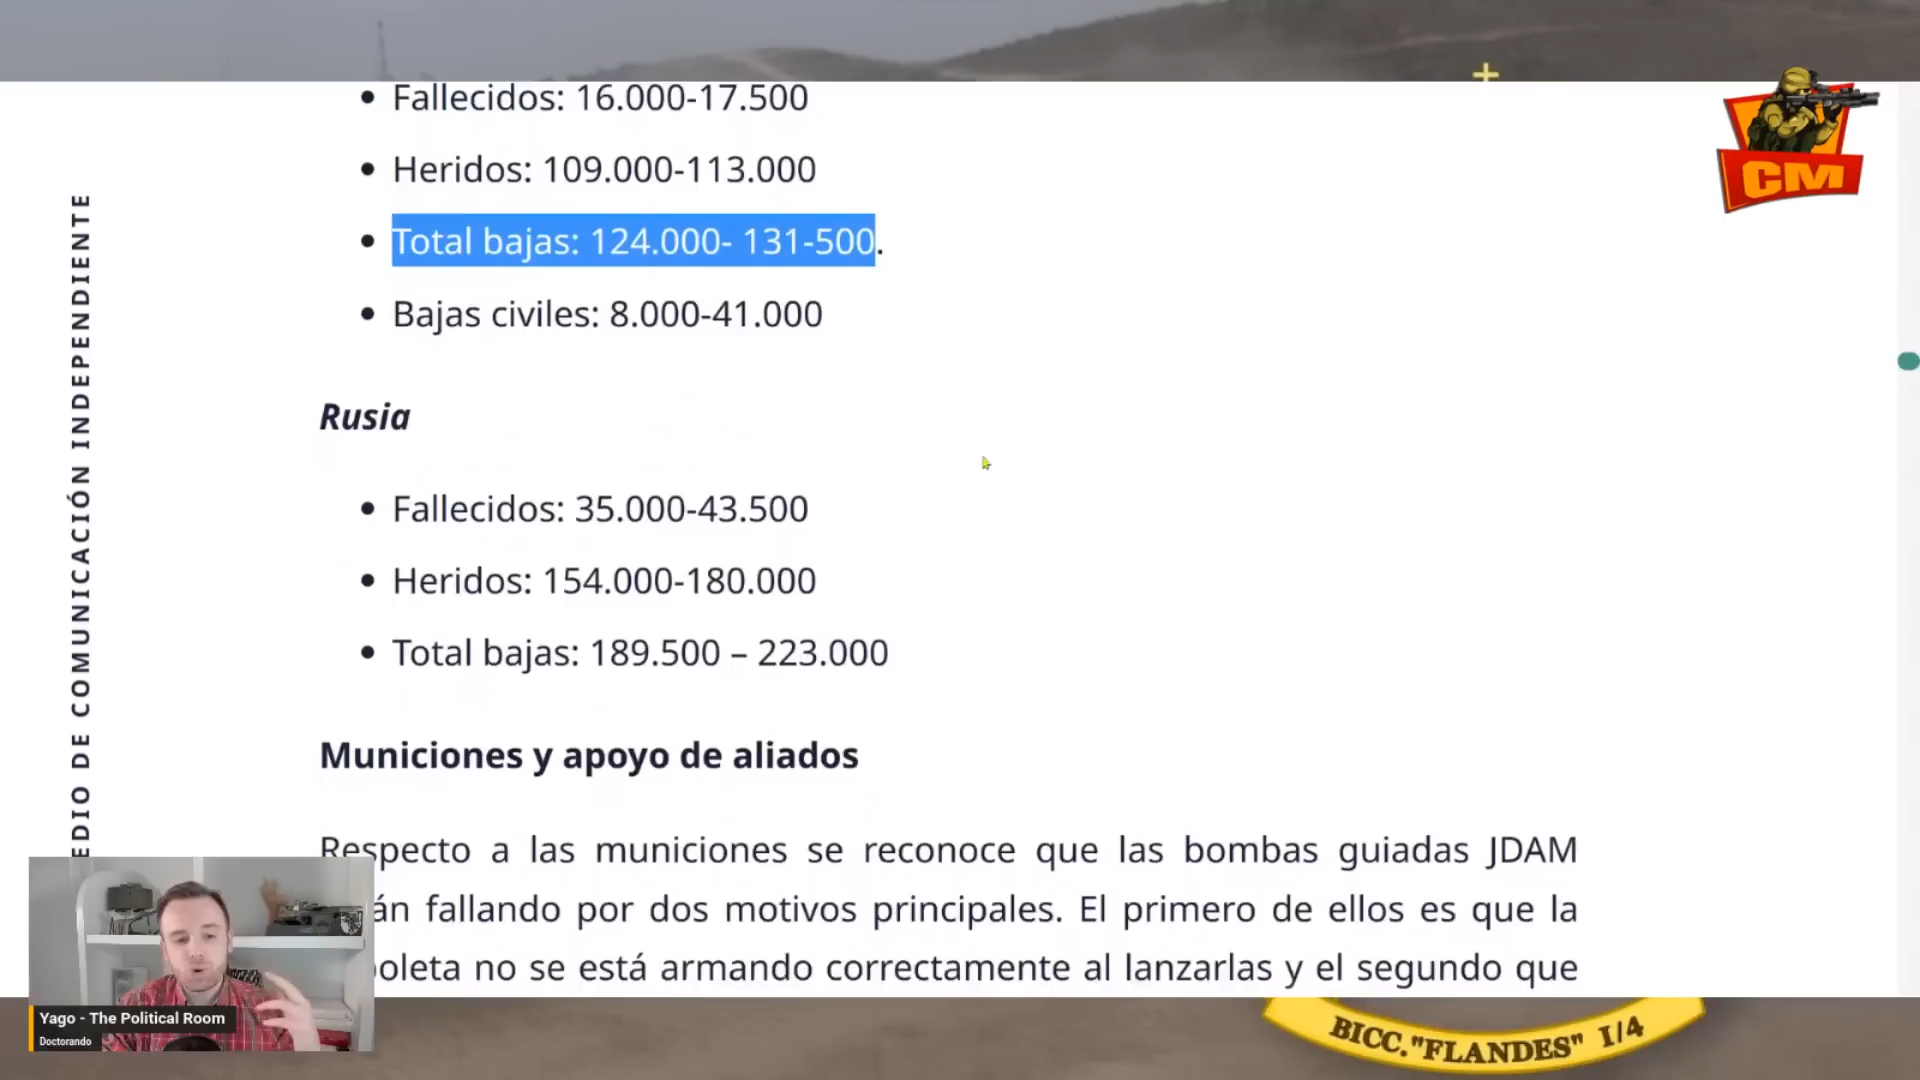 Fallecidos: 16.000-17.500
Heridos: 109.000-113.000
Total bajas: 124.000- 131-500.
Bajas civiles: 8.000-41.000
Rusia
Fallecidos: 35.000-43.500
Heridos: 154.000-180.000
Total bajas: 189.500 – 223.000
Municiones y apoyo de aliados
Respecto a las municiones se reconoce que las bombas guiadas JDAM
án fallando por dos motivos principales. El primero de ellos es que la
oleta no se está armando correctamente al lanzarlas y el segundo que
EDIO DE COMUNICACIÓN INDEPENDIENTE
CM
Yago - The Political Room
Doctorando
BICC."FLANDES" I/4